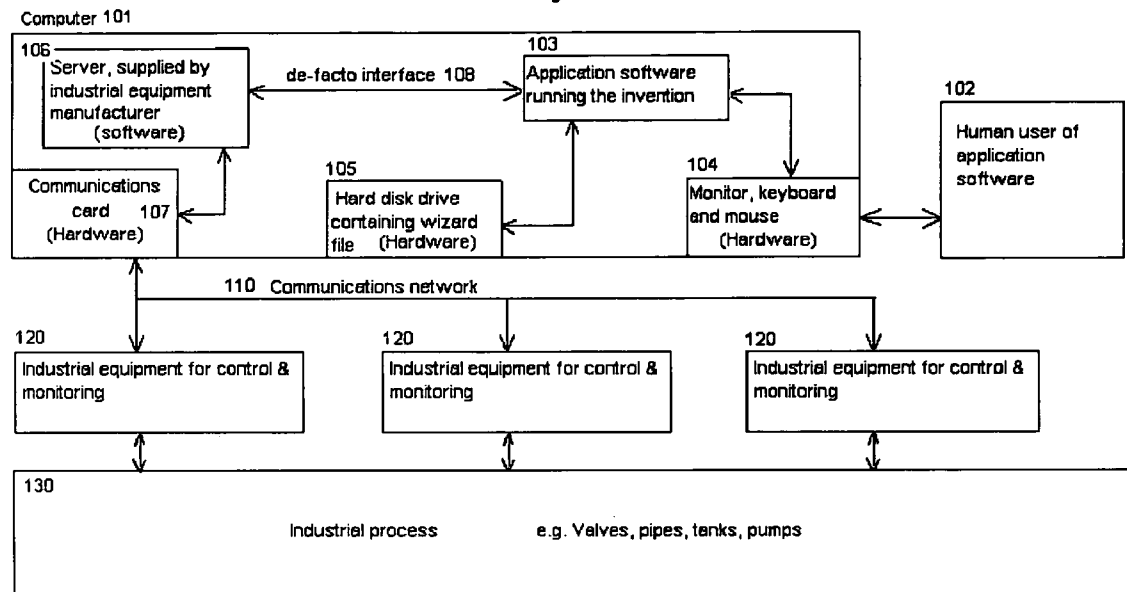 Computer 101
106
Server, supplied by
industrial equipment
manufacturer
(software)
de-facto interface 108
103
Application software
running the invention
102
Human user of
application
software
Communications
card 107
(Hardware)
105
Hard disk drive
containing wizard
file (Hardware)
104
Monitor, keyboard
and mouse
(Hardware)
110 Communications network
120
Industrial equipment for control &
monitoring
120
Industrial equipment for control &
monitoring
120
Industrial equipment for control &
monitoring
130
Industrial process e.g. Valves, pipes, tanks, pumps